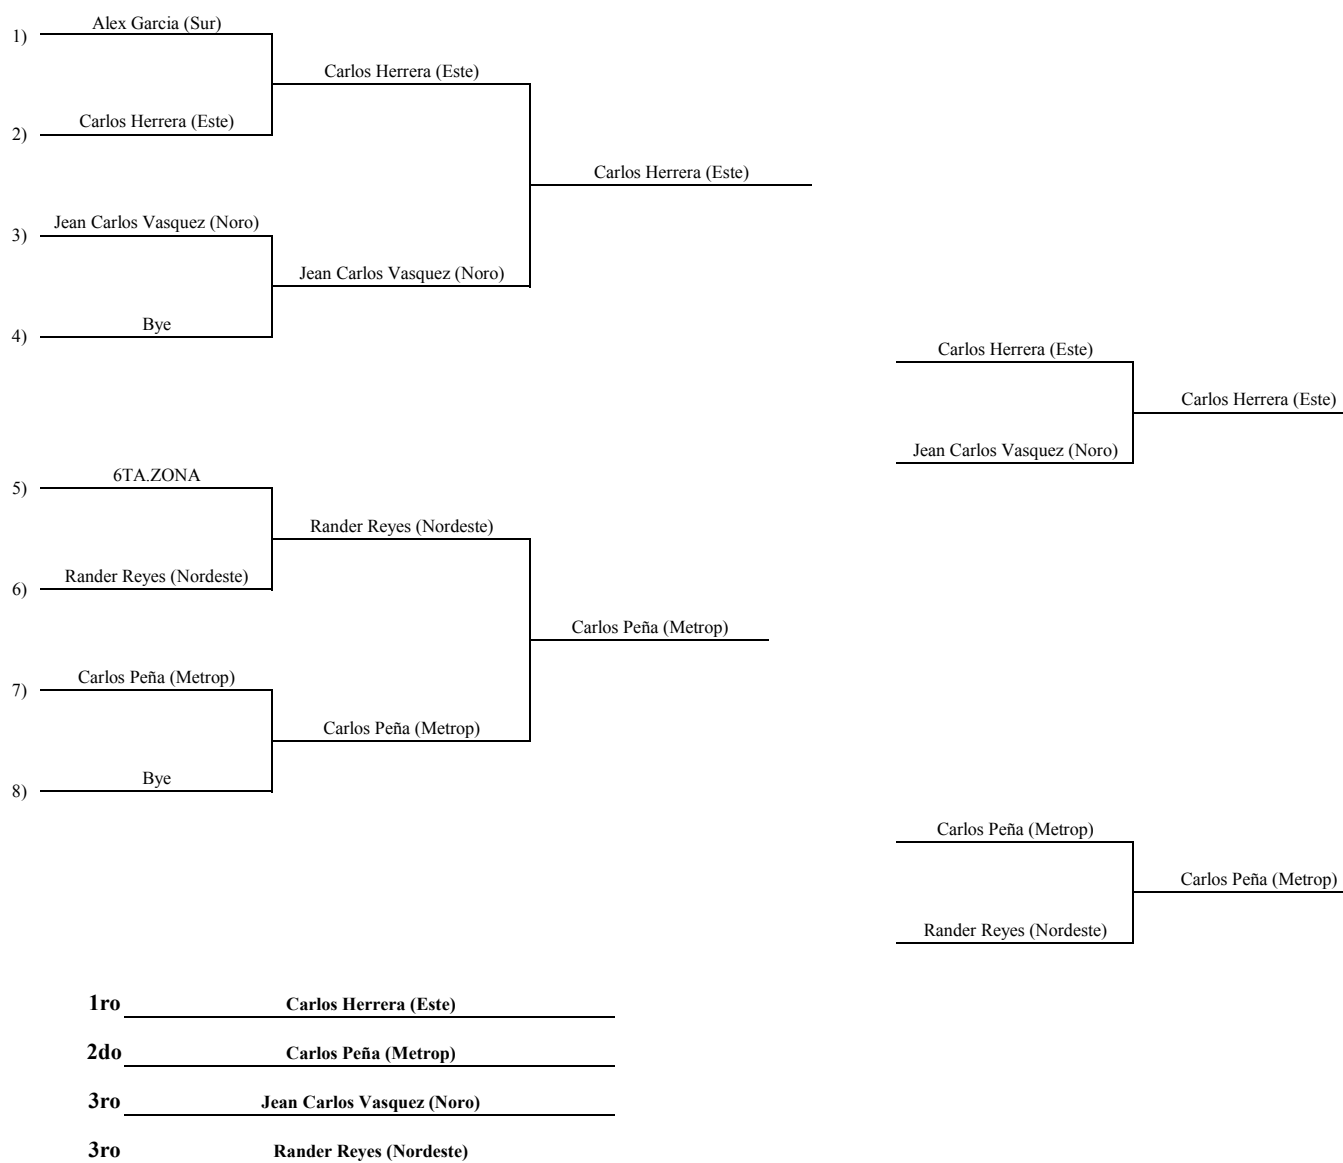 1) Alex Garcia (Sur)
Carlos Herrera (Este)
2) Carlos Herrera (Este)
Carlos Herrera (Este)
3) Jean Carlos Vasquez (Noro)
Jean Carlos Vasquez (Noro)
4) Bye
Carlos Herrera (Este)
Carlos Herrera (Este)
Jean Carlos Vasquez (Noro)
5) 6TA.ZONA
Rander Reyes (Nordeste)
6) Rander Reyes (Nordeste)
Carlos Peña (Metrop)
7) Carlos Peña (Metrop)
Carlos Peña (Metrop)
8) Bye
Carlos Peña (Metrop)
Carlos Peña (Metrop)
Rander Reyes (Nordeste)
1ro Carlos Herrera (Este)
2do Carlos Peña (Metrop)
3ro Jean Carlos Vasquez (Noro)
3ro Rander Reyes (Nordeste)